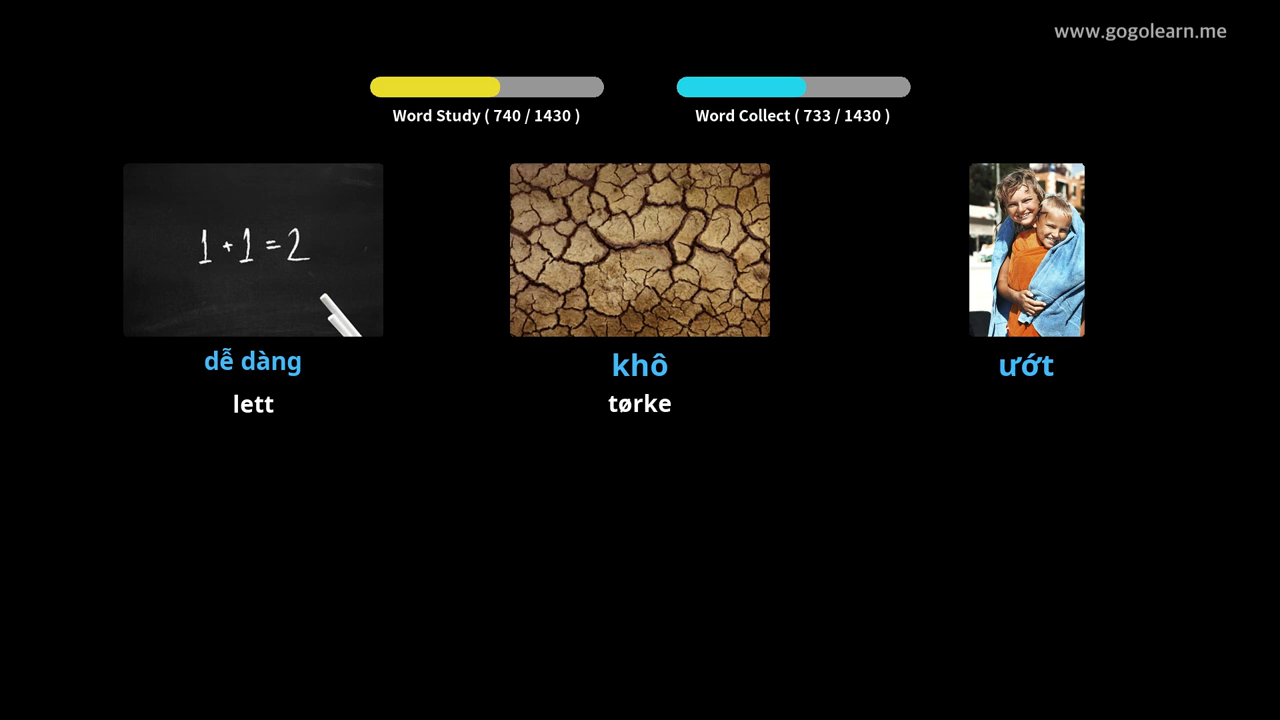 www.gogolearn.me
Word Study ( 740 / 1430 )
Word Collect ( 733 / 1430 )
1 + 1 = 2
dễ dàng
khô
ướt
lett
tørke